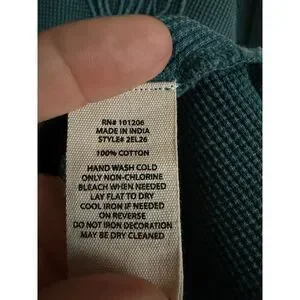 RN# 101206
MADE IN INDIA
STYLE# 2EL26
100% COTTON
HAND WASH COLD
ONLY NON-CHLORINE
BLEACH WHEN NEEDED
LAY FLAT TO DRY
COOL IRON IF NEEDED
ON REVERSE
DO NOT IRON DECORATION
MAY BE DRY CLEANED